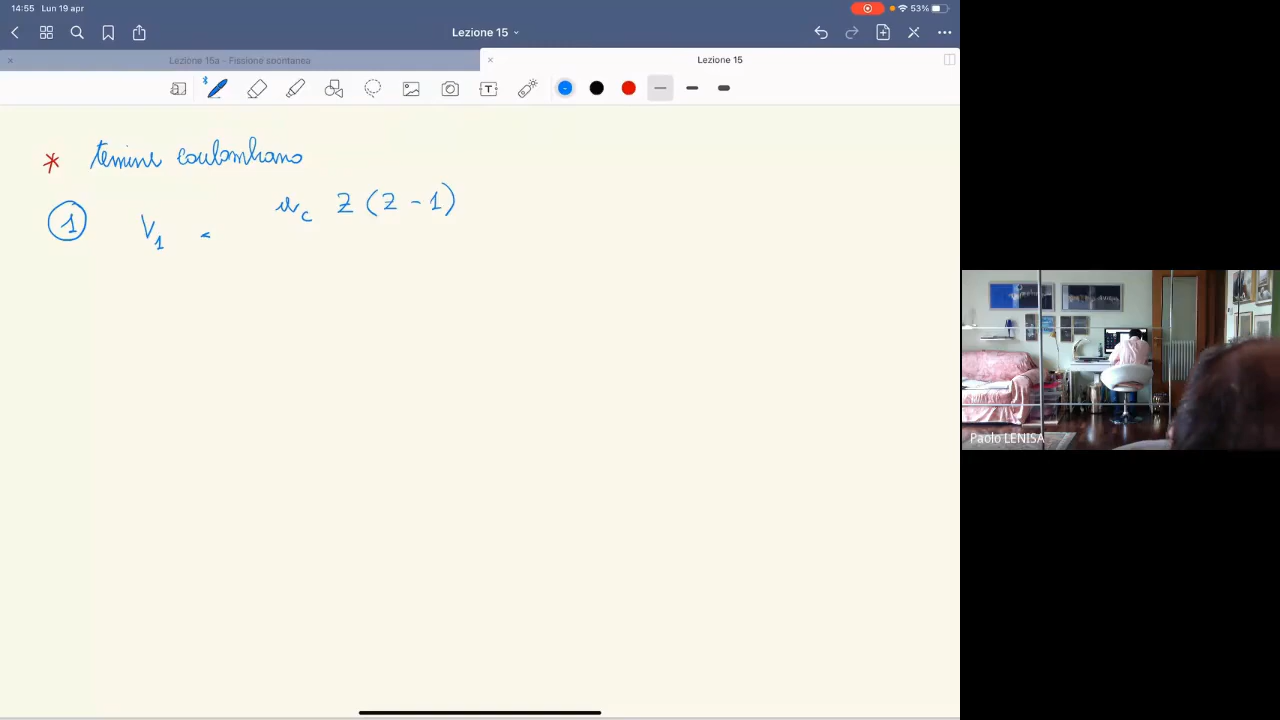 14:55 Lun 19 apr 53%
Lezione 15
Lezione 15a - Fissione spontanea
Lezione 15
* termine coulombiano
a_c Z (Z - 1)
① V_1 =
Paolo LENISA